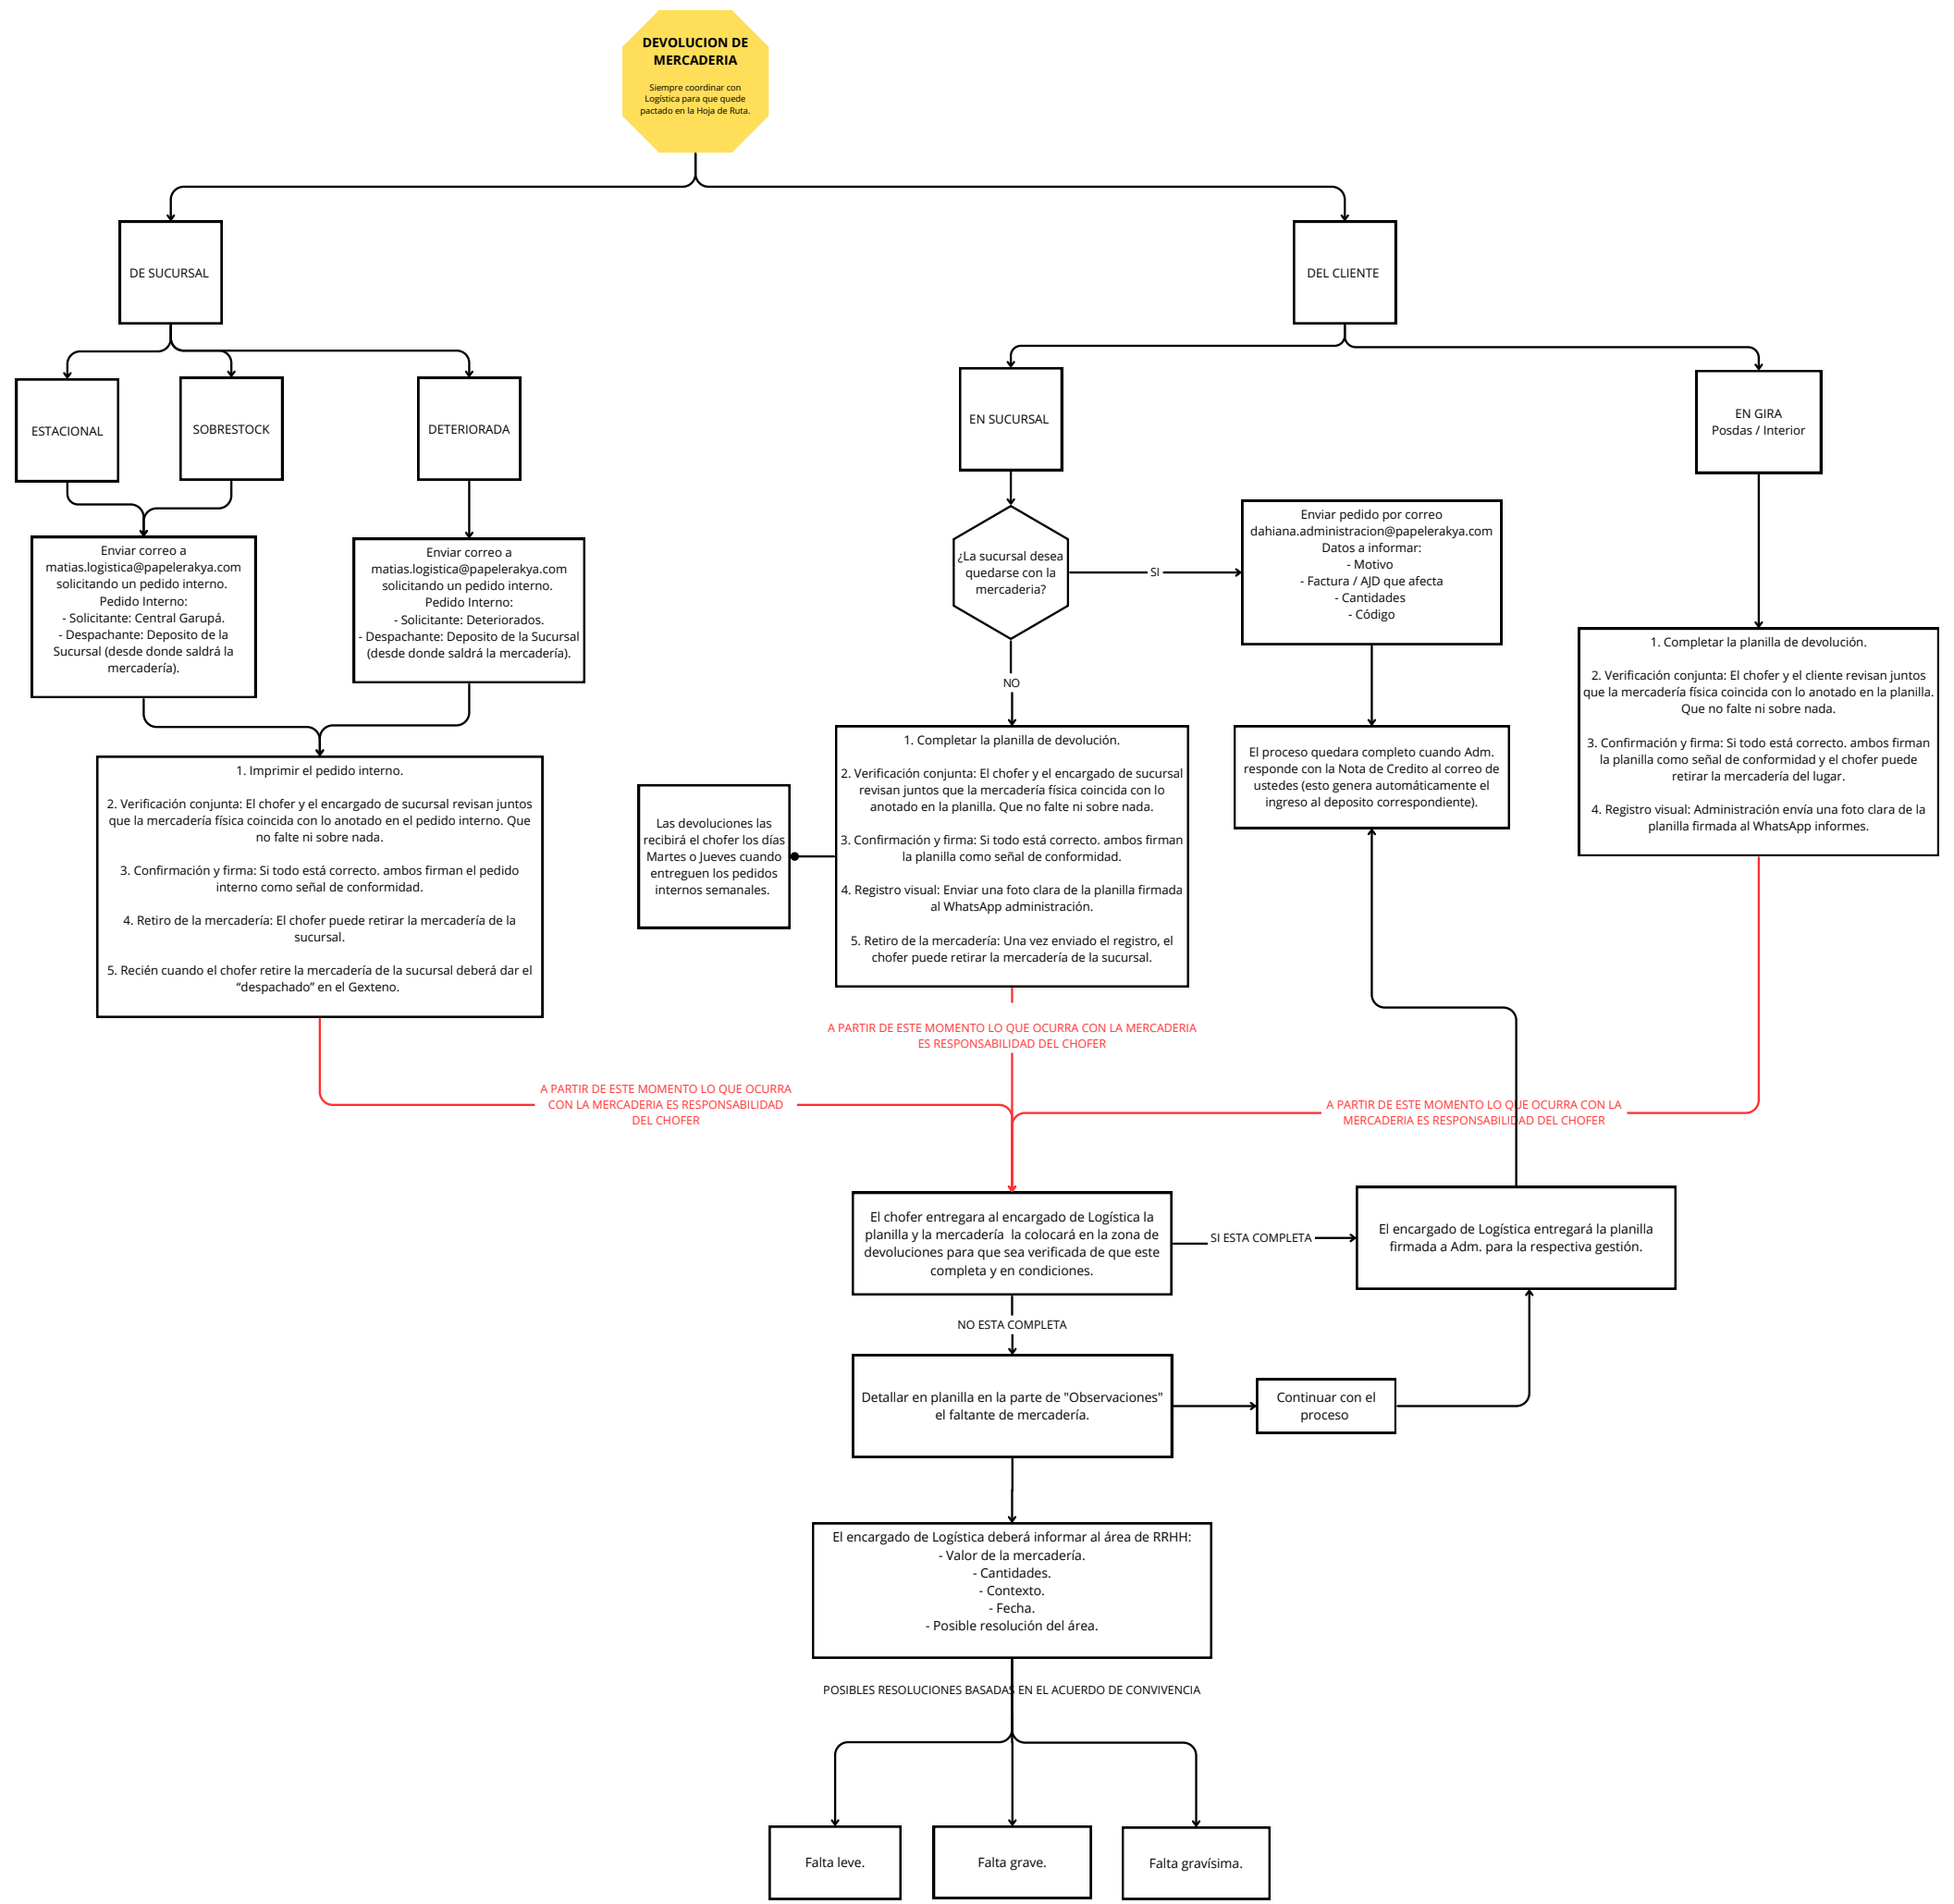 DEVOLUCION DE
MERCADERIA
Siempre coordinar con
Logística para que quede
pactado en la Hoja de Ruta.
DE SUCURSAL
DEL CLIENTE
ESTACIONAL
SOBRESTOCK
DETERIORADA
EN SUCURSAL
EN GIRA
Posdas / Interior
Enviar correo a
matias.logistica@papelerakya.com
solicitando un pedido interno.
Pedido Interno:
- Solicitante: Central Garupá.
- Despachante: Deposito de la
Sucursal (desde donde saldrá la
mercadería).
Enviar correo a
matias.logistica@papelerakya.com
solicitando un pedido interno.
Pedido Interno:
- Solicitante: Deteriorados.
- Despachante: Deposito de la Sucursal
(desde donde saldrá la mercadería).
¿La sucursal desea
quedarse con la
mercaderia?
SI
NO
Enviar pedido por correo
dahiana.administracion@papelerakya.com
Datos a informar:
- Motivo
- Factura / AJD que afecta
- Cantidades
- Código
1. Imprimir el pedido interno.
2. Verificación conjunta: El chofer y el encargado de sucursal revisan juntos
que la mercadería física coincida con lo anotado en el pedido interno. Que
no falte ni sobre nada.
3. Confirmación y firma: Si todo está correcto. ambos firman el pedido
interno como señal de conformidad.
4. Retiro de la mercadería: El chofer puede retirar la mercadería de la
sucursal.
5. Recién cuando el chofer retire la mercadería de la sucursal deberá dar el
“despachado” en el Gexteno.
Las devoluciones las
recibirá el chofer los días
Martes o Jueves cuando
entreguen los pedidos
internos semanales.
1. Completar la planilla de devolución.
2. Verificación conjunta: El chofer y el encargado de sucursal
revisan juntos que la mercadería física coincida con lo
anotado en la planilla. Que no falte ni sobre nada.
3. Confirmación y firma: Si todo está correcto. ambos firman
la planilla como señal de conformidad.
4. Registro visual: Enviar una foto clara de la planilla firmada
al WhatsApp administración.
5. Retiro de la mercadería: Una vez enviado el registro, el
chofer puede retirar la mercadería de la sucursal.
El proceso quedara completo cuando Adm.
responde con la Nota de Credito al correo de
ustedes (esto genera automáticamente el
ingreso al deposito correspondiente).
1. Completar la planilla de devolución.
2. Verificación conjunta: El chofer y el cliente revisan juntos
que la mercadería física coincida con lo anotado en la planilla.
Que no falte ni sobre nada.
3. Confirmación y firma: Si todo está correcto. ambos firman
la planilla como señal de conformidad y el chofer puede
retirar la mercadería del lugar.
4. Registro visual: Administración envía una foto clara de la
planilla firmada al WhatsApp informes.
A PARTIR DE ESTE MOMENTO LO QUE OCURRA CON LA MERCADERIA
ES RESPONSABILIDAD DEL CHOFER
A PARTIR DE ESTE MOMENTO LO QUE OCURRA
CON LA MERCADERIA ES RESPONSABILIDAD
DEL CHOFER
A PARTIR DE ESTE MOMENTO LO QUE OCURRA CON LA
MERCADERIA ES RESPONSABILIDAD DEL CHOFER
El chofer entregara al encargado de Logística la
planilla y la mercadería la colocará en la zona de
devoluciones para que sea verificada de que este
completa y en condiciones.
SI ESTA COMPLETA
El encargado de Logística entregará la planilla
firmada a Adm. para la respectiva gestión.
NO ESTA COMPLETA
Detallar en planilla en la parte de "Observaciones"
el faltante de mercadería.
Continuar con el
proceso
El encargado de Logística deberá informar al área de RRHH:
- Valor de la mercadería.
- Cantidades.
- Contexto.
- Fecha.
- Posible resolución del área.
POSIBLES RESOLUCIONES BASADAS EN EL ACUERDO DE CONVIVENCIA
Falta leve.
Falta grave.
Falta gravísima.